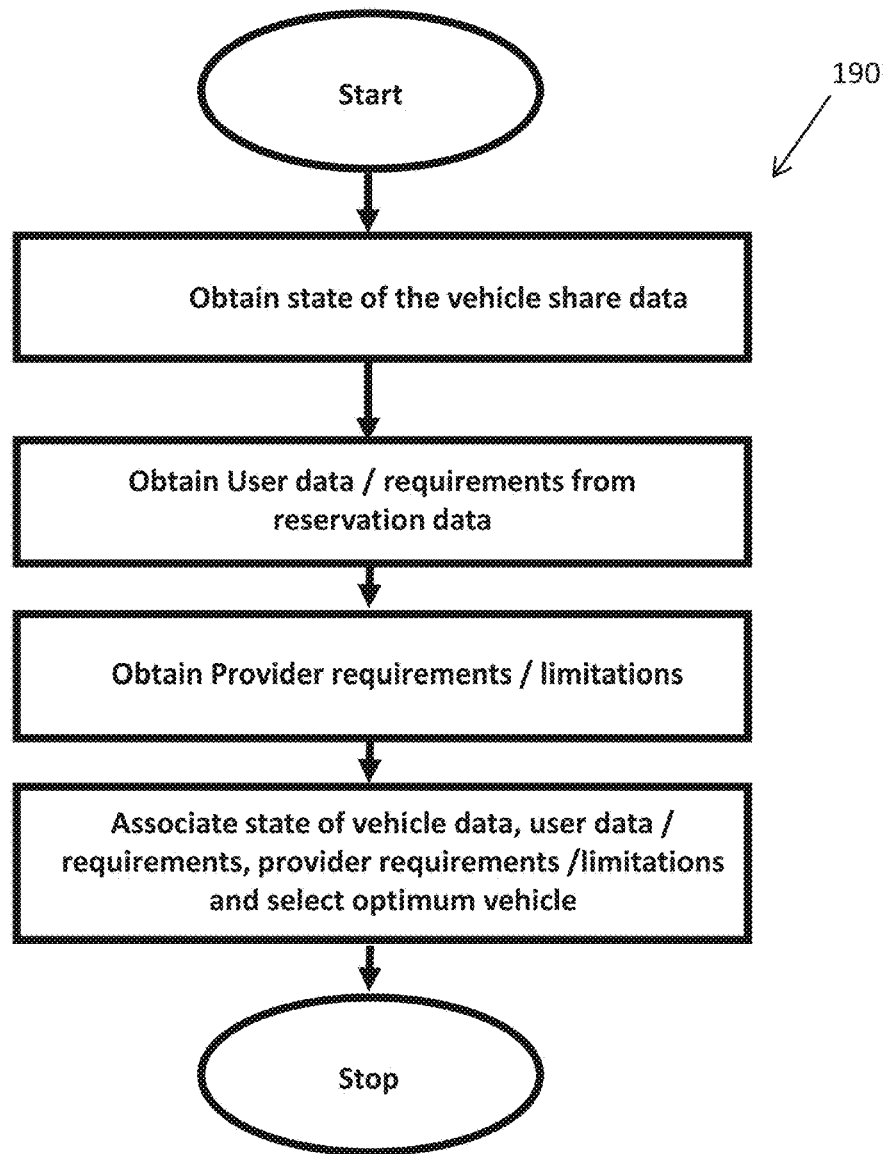 Start
190
Obtain state of the vehicle share data
Obtain User data / requirements from
reservation data
Obtain Provider requirements / limitations
Associate state of vehicle data, user data /
requirements, provider requirements /limitations
and select optimum vehicle
Stop